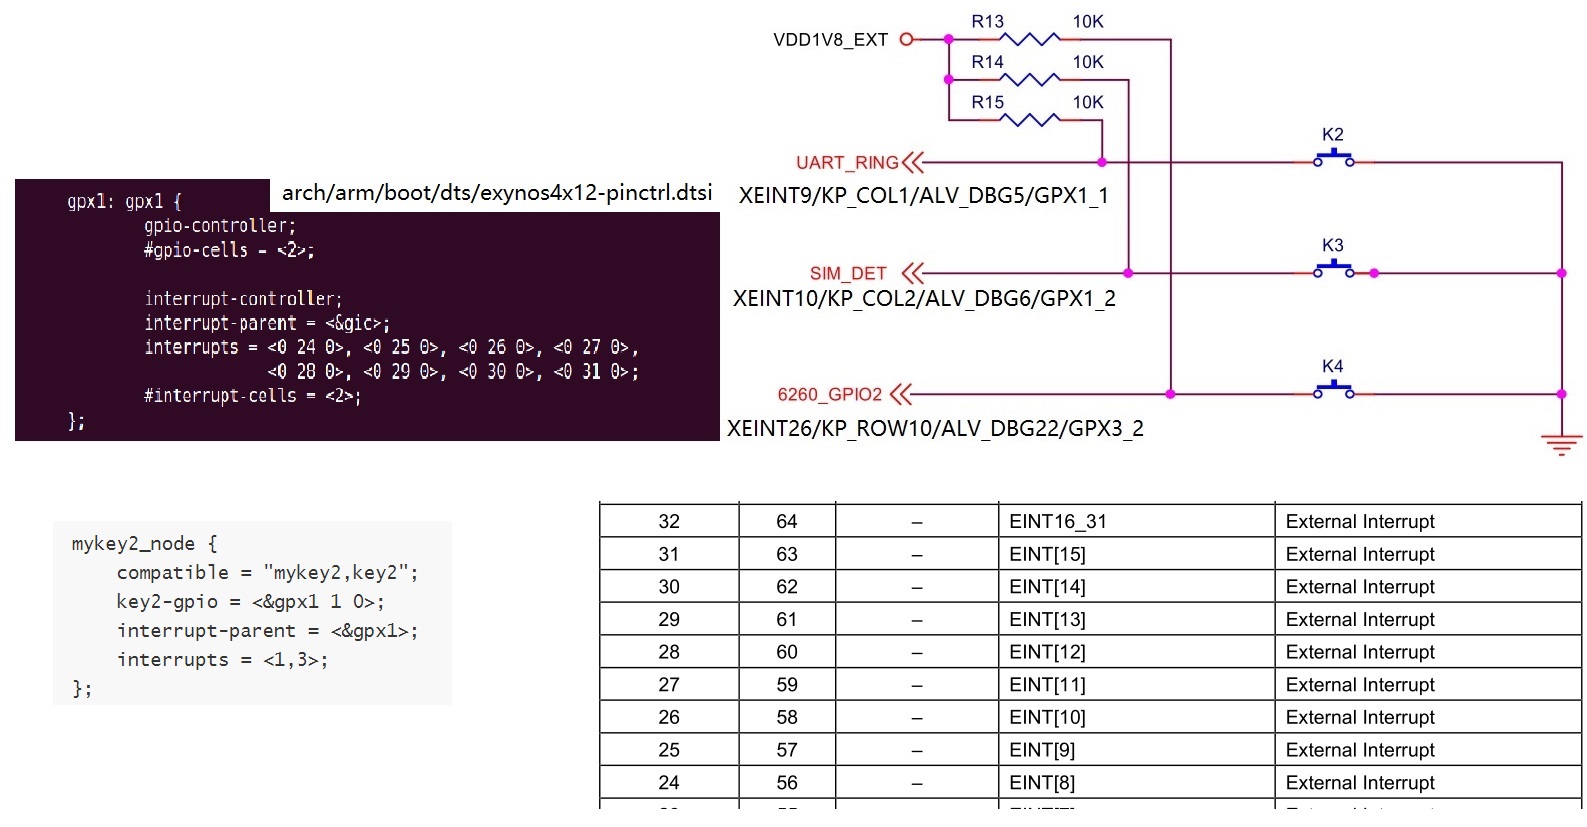 VDD1V8_EXT
R13 10K
R14 10K
R15 10K
K2
UART_RING
XEINT9/KP_COL1/ALV_DBG5/GPX1_1
K3
SIM_DET
XEINT10/KP_COL2/ALV_DBG6/GPX1_2
K4
6260_GPIO2
XEINT26/KP_ROW10/ALV_DBG22/GPX3_2
arch/arm/boot/dts/exynos4x12-pinctrl.dtsi
gpx1: gpx1 {
gpio-controller;
#gpio-cells = <2>;
interrupt-controller;
interrupt-parent = <&gic>;
interrupts = <0 24 0>, <0 25 0>, <0 26 0>, <0 27 0>,
<0 28 0>, <0 29 0>, <0 30 0>, <0 31 0>;
#interrupt-cells = <2>;
};
mykey2_node {
compatible = "mykey2,key2";
key2-gpio = <&gpx1 1 0>;
interrupt-parent = <&gpx1>;
interrupts = <1,3>;
};
32 64 – EINT16_31 External Interrupt
31 63 – EINT[15] External Interrupt
30 62 – EINT[14] External Interrupt
29 61 – EINT[13] External Interrupt
28 60 – EINT[12] External Interrupt
27 59 – EINT[11] External Interrupt
26 58 – EINT[10] External Interrupt
25 57 – EINT[9] External Interrupt
24 56 – EINT[8] External Interrupt